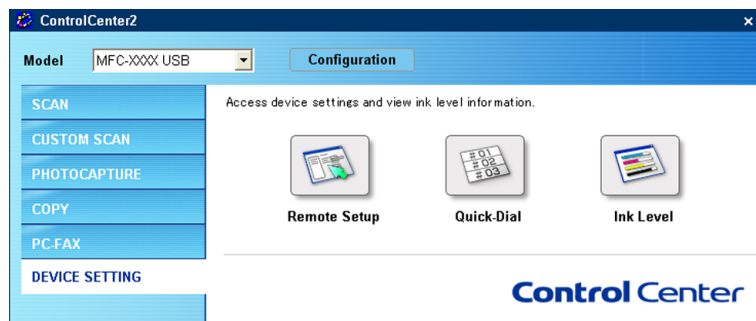 ControlCenter2
Model MFC-XXXX USB Configuration
SCAN
CUSTOM SCAN
PHOTOCAPTURE
COPY
PC-FAX
DEVICE SETTING
Access device settings and view ink level information.
#01
#02
#03
Remote Setup Quick-Dial Ink Level
Control Center